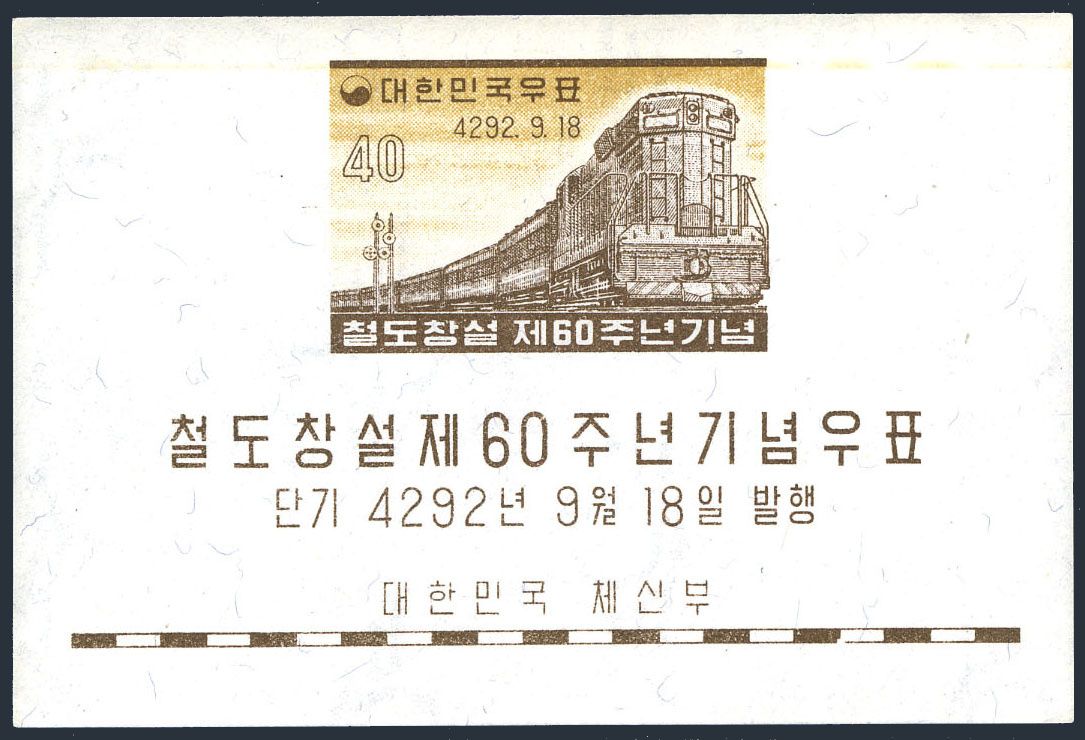 대한민국우표
4292. 9. 18
40
철도창설 제60주년기념
철도창설제60주년기념우표
단기 4292년 9월 18일 발행
대한민국 체신부